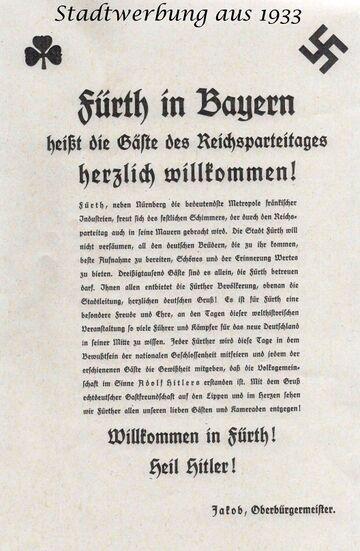 Stadtwerbung aus 1933
Fürth in Bayern
heißt die Gäste des Reichsparteitages
herzlich willkommen!
Fürth, neben Nürnberg die bedeutendste Metropole fränkischer
Industrien, freut sich des festlichen Schimmers, der durch den Reichs-
parteitag auch in seine Mauern gebracht wird. Die Stadt Fürth will
nicht versäumen, all den deutschen Brüdern, die zu ihr kommen,
beste Aufnahme zu bereiten, Schönes und der Erinnerung Wertes
zu bieten. Dreißigtausend Gäste sind es allein, die Fürth betreuen
darf. Ihnen allen entbietet die Fürther Bevölkerung, ebenso die
Stadtleitung, herzlichen deutschen Gruß! Es ist für Fürth eine
besondere Freude und Ehre, an den Tagen dieser welthistorischen
Veranstaltung so viele Führer und Kämpfer für das neue Deutschland
in seiner Mitte zu wissen. Jeder Fürther wird diese Tage in dem
Bewußtsein der nationalen Geschlossenheit mitfeiern und jedem der
erschienenen Gäste die Gewißheit mitgeben, daß die Volksgemein-
schaft im Sinne Adolf Hitlers erstanden ist. Mit dem Gruß
echtdeutscher Gastfreundschaft auf den Lippen und im Herzen sehen
wir Fürther allen unseren lieben Gästen und Kameraden entgegen!
Willkommen in Fürth!
Heil Hitler!
Jakob, Oberbürgermeister.